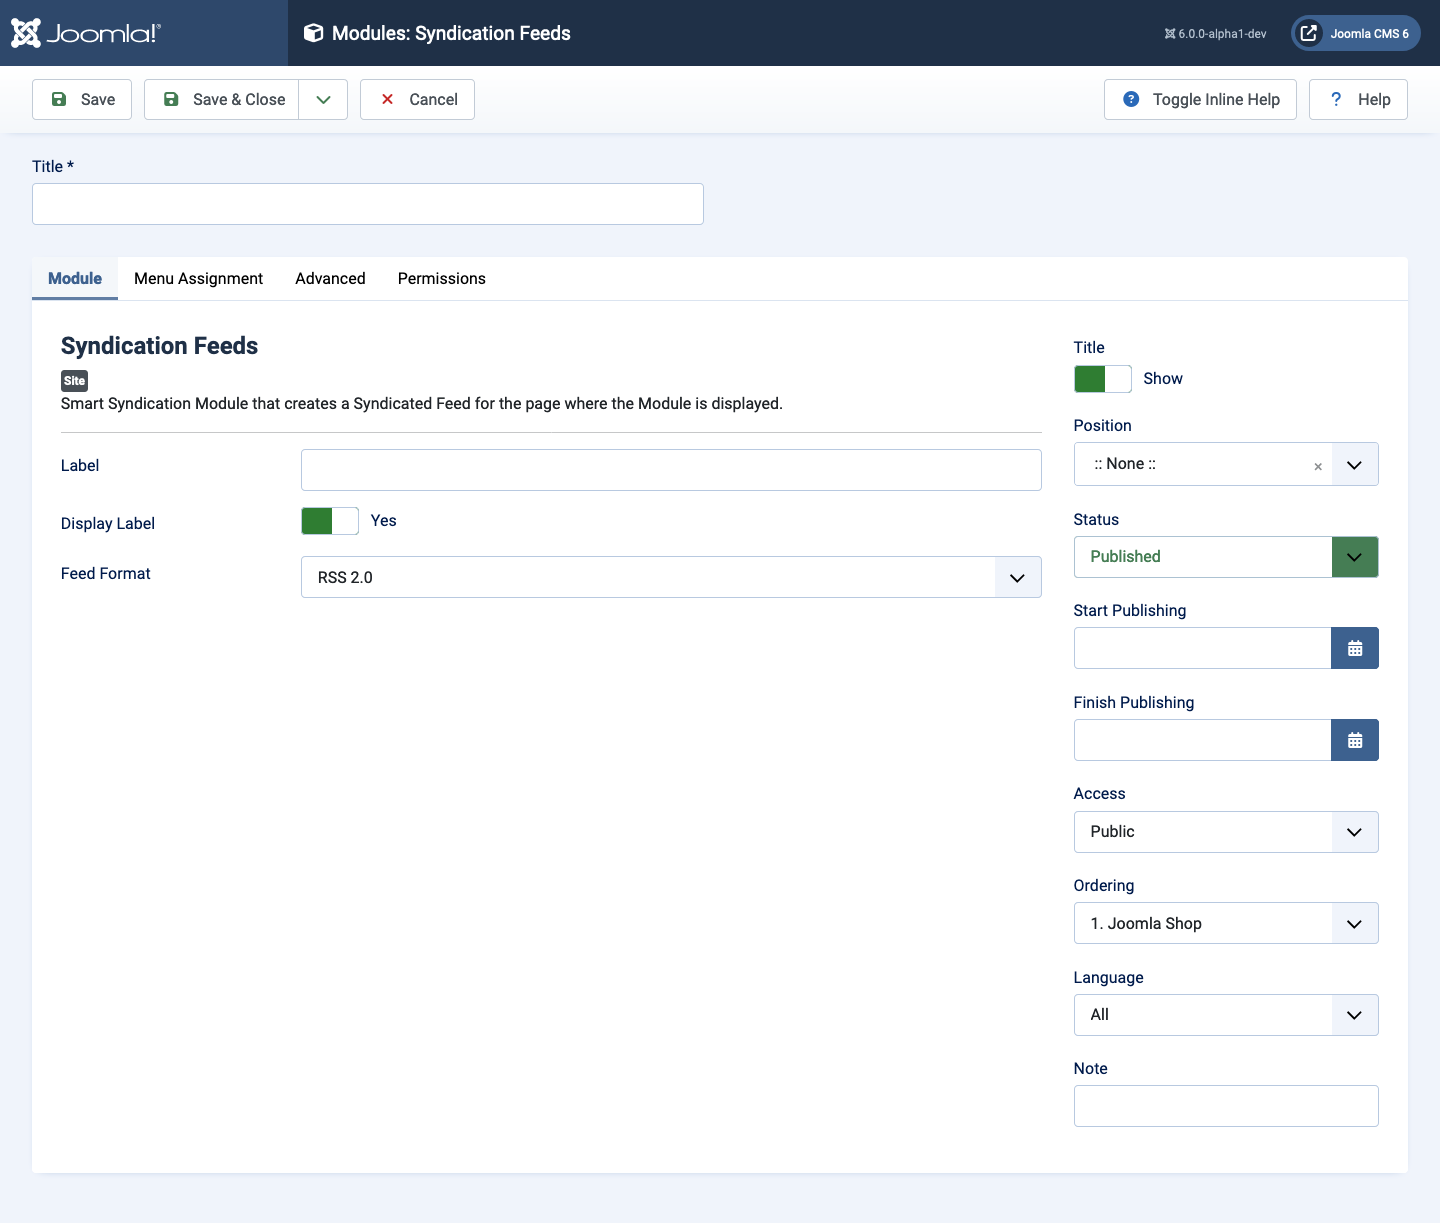 Joomla!®
Modules: Syndication Feeds
6.0.0-alpha1-dev
Joomla CMS 6
Save
Save & Close
Cancel
Toggle Inline Help
? Help
Title *
Module
Menu Assignment
Advanced
Permissions
Syndication Feeds
Site
Smart Syndication Module that creates a Syndicated Feed for the page where the Module is displayed.
Label
Display Label
Yes
Feed Format
RSS 2.0
Title
Show
Position
:: None ::
×
Status
Published
Start Publishing
Finish Publishing
Access
Public
Ordering
1. Joomla Shop
Language
All
Note